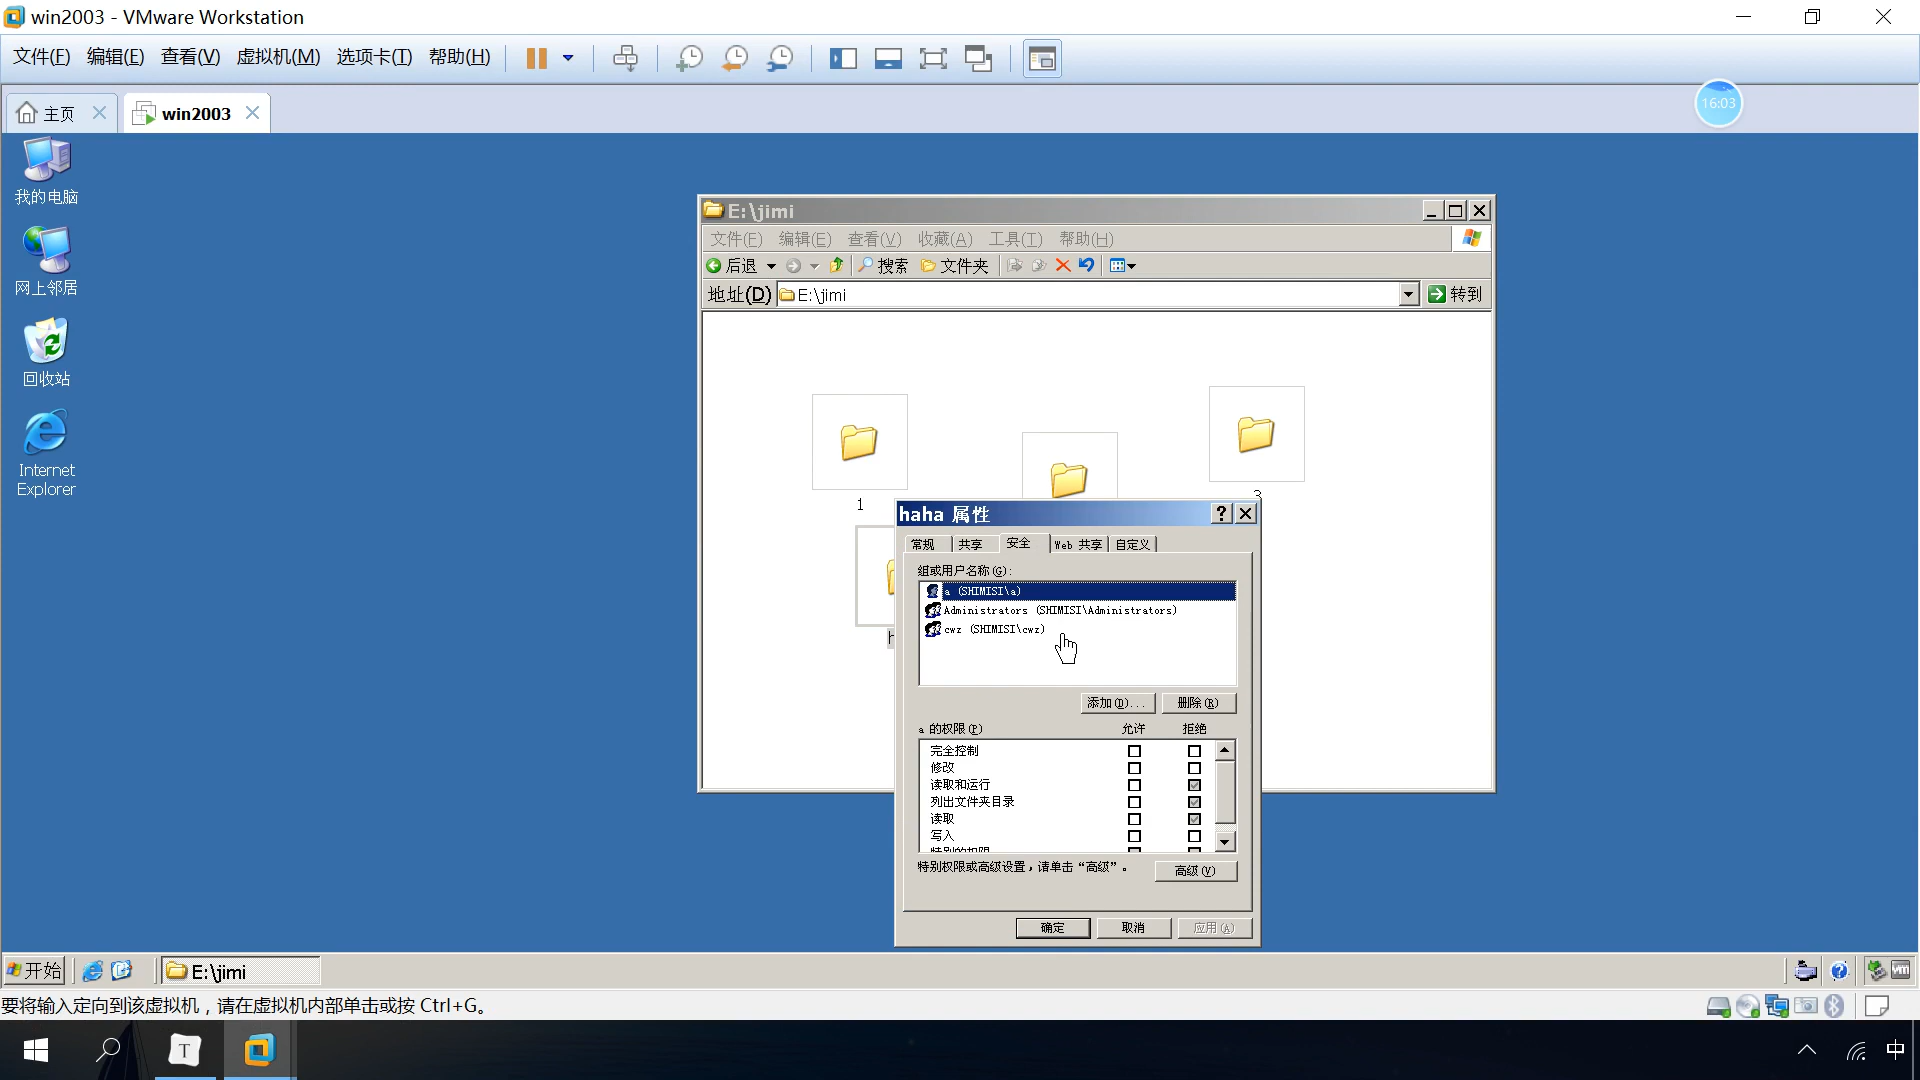 win2003 - VMware Workstation
文件(F) 编辑(E) 查看(V) 虚拟机(M) 选项卡(T) 帮助(H)
主页
win2003
16:03
我的电脑
网上邻居
回收站
Internet
Explorer
E:\jimi
文件(F) 编辑(E) 查看(V) 收藏(A) 工具(T) 帮助(H)
后退 搜索 文件夹
地址(D) E:\jimi 转到
1
3
haha 属性
常规 共享 安全 Web 共享 自定义
组或用户名称(G):
a (SHIMISI\a)
Administrators (SHIMISI\Administrators)
cwz (SHIMISI\cwz)
添加(D)... 删除(R)
a 的权限(P) 允许 拒绝
完全控制
修改
读取和运行
列出文件夹目录
读取
写入
特别的权限
特别权限或高级设置，请单击“高级”。 高级(V)
确定 取消 应用(A)
开始 E:\jimi
要将输入定向到该虚拟机，请在虚拟机内部单击或按 Ctrl+G。
T
中